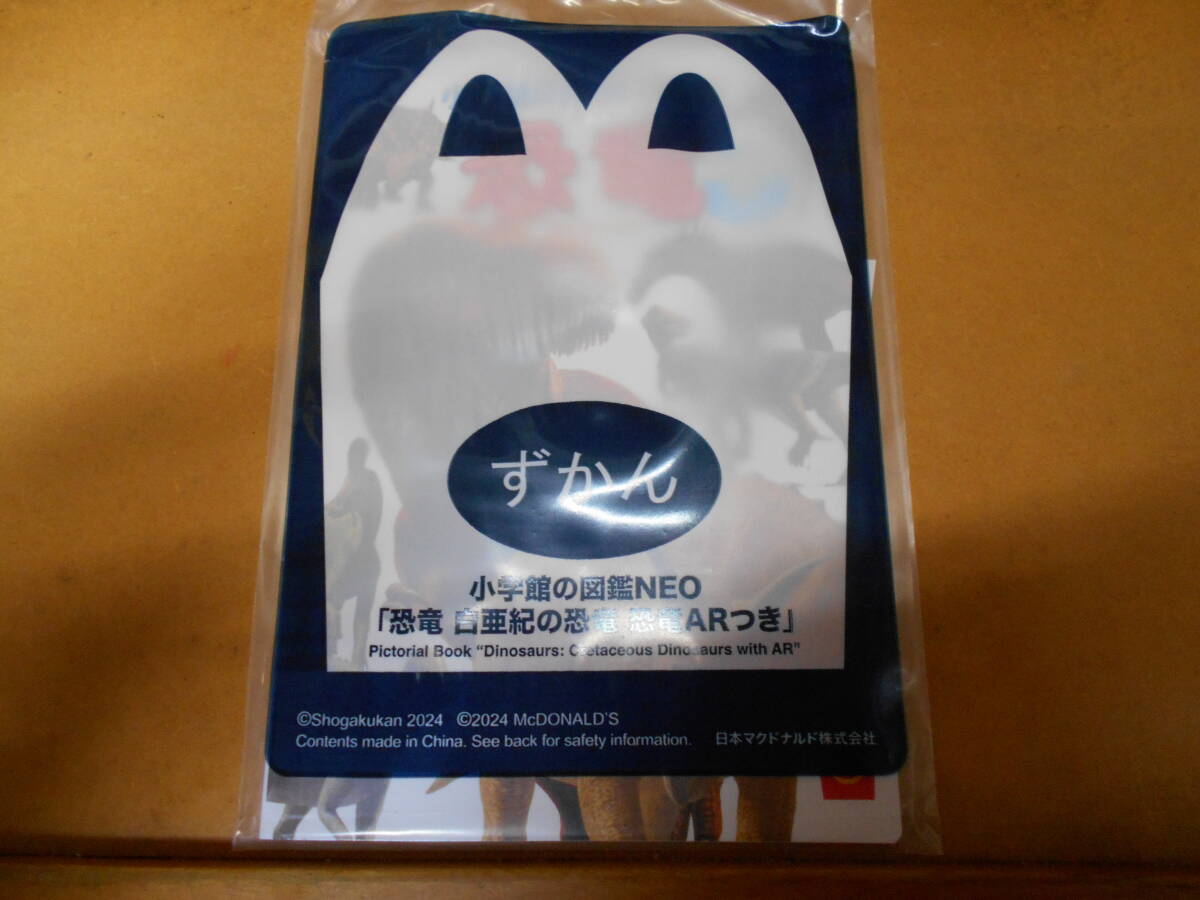 ずかん
小学館の図鑑NEO
「恐竜 白亜紀の恐竜 恐竜ARつき」
Pictorial Book “Dinosaurs: Cretaceous Dinosaurs with AR”
©Shogakukan 2024 ©2024 McDONALD'S
Contents made in China. See back for safety information. 日本マクドナルド株式会社